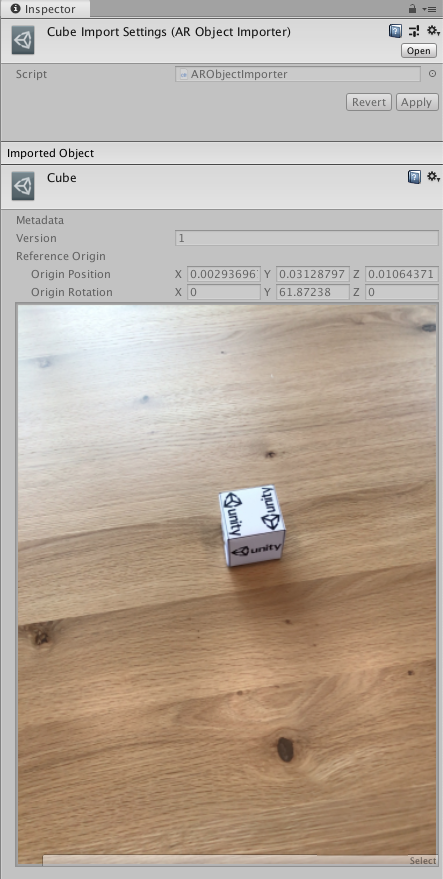 Inspector
Cube Import Settings (AR Object Importer)
Open
Script ARObjectImporter
Revert Apply
Imported Object
Cube
Metadata
Version 1
Reference Origin
Origin Position X 0.00293696 Y 0.03128797 Z 0.01064371
Origin Rotation X 0 Y 61.87238 Z 0
unity
unity
unity
Select